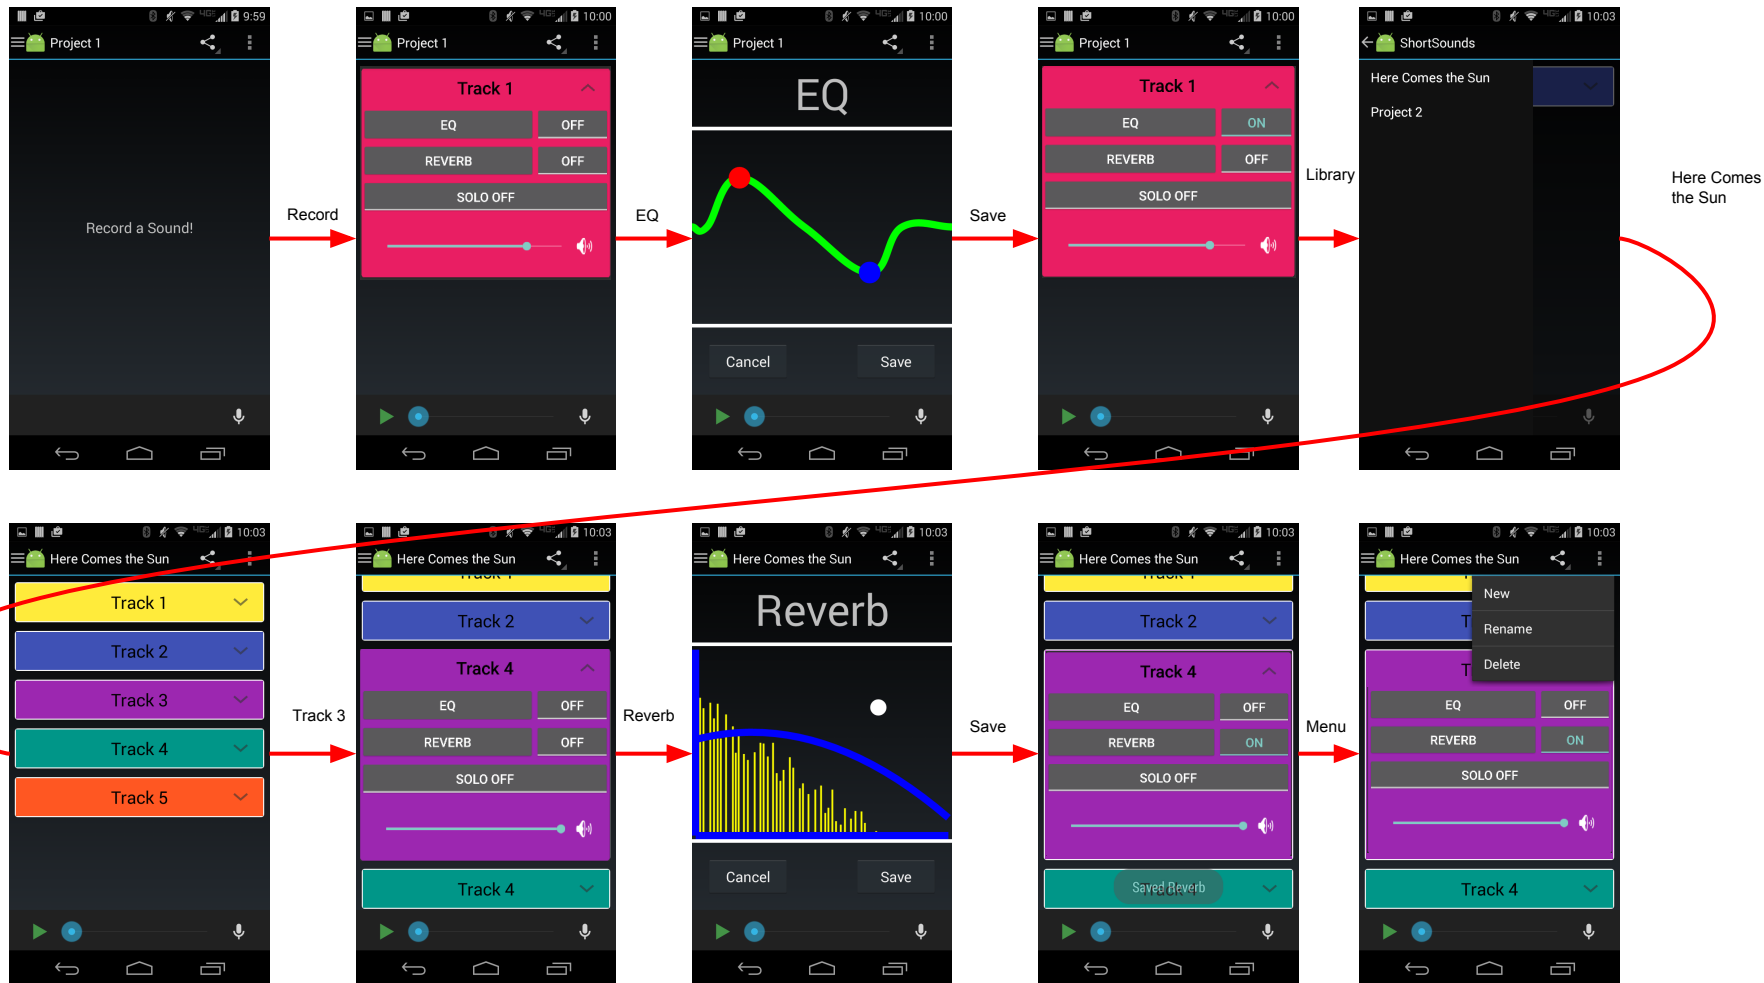 9:59
Project 1
Record a Sound!
Record
10:00
Project 1
Track 1
EQ OFF
REVERB OFF
SOLO OFF
EQ
10:00
Project 1
EQ
Cancel Save
Save
10:00
Project 1
Track 1
EQ ON
REVERB OFF
SOLO OFF
Library
10:03
ShortSounds
Here Comes the Sun
Project 2
Here Comes
the Sun
10:03
Here Comes the Sun
Track 1
Track 2
Track 3
Track 4
Track 5
Track 3
10:03
Here Comes the Sun
Track 1
Track 2
Track 4
EQ OFF
REVERB OFF
SOLO OFF
Track 4
Reverb
10:03
Here Comes the Sun
Reverb
Cancel Save
Save
10:03
Here Comes the Sun
Track 1
Track 2
Track 4
EQ OFF
REVERB ON
SOLO OFF
Track 4
Saved Reverb
Menu
10:03
Here Comes the Sun
New
Rename
Delete
EQ OFF
REVERB ON
SOLO OFF
Track 4